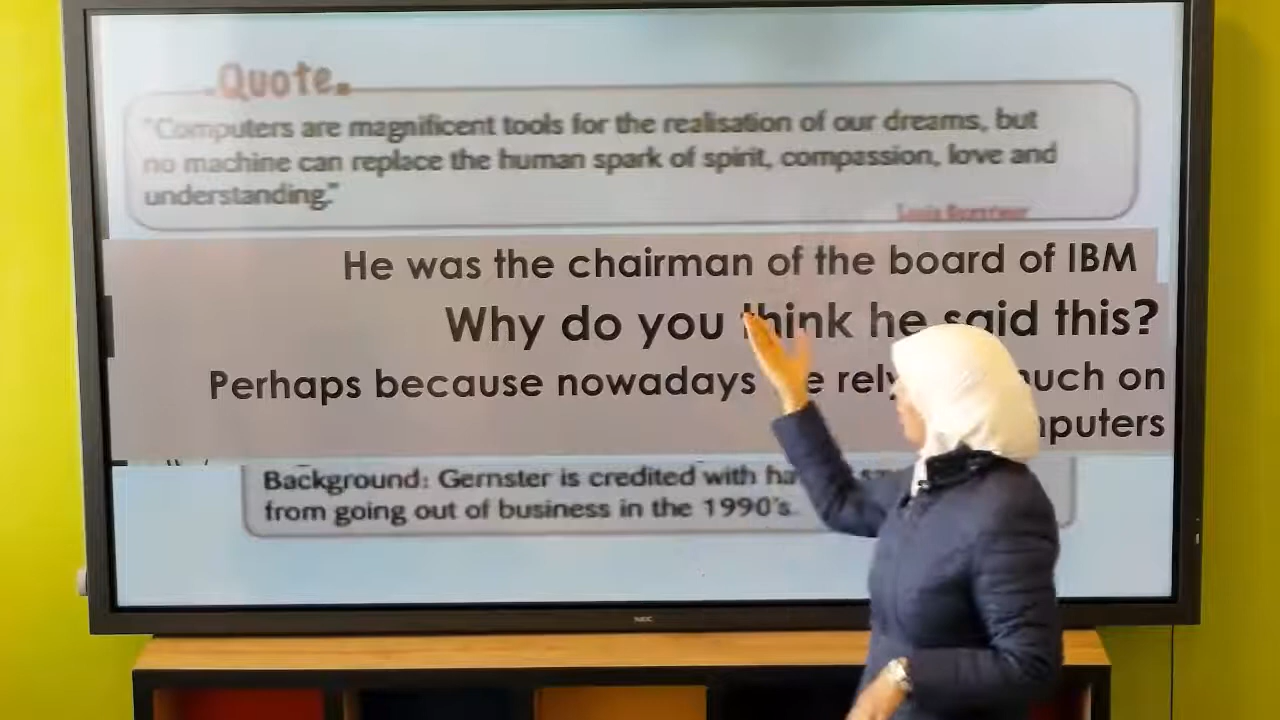 Quote
"Computers are magnificent tools for the realisation of our dreams, but
no machine can replace the human spark of spirit, compassion, love and
understanding."
He was the chairman of the board of IBM
Why do you think he said this?
Perhaps because nowadays rely much on
Background: Gernster is credited with
from going out of business in the 1990's.
NEC